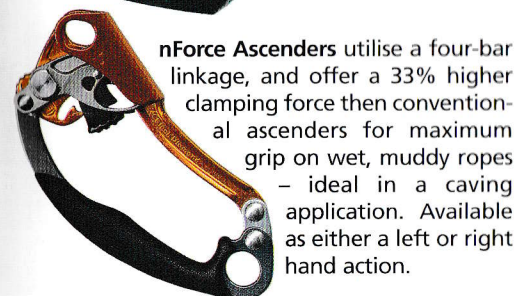 nForce Ascenders utilise a four-bar
linkage, and offer a 33% higher
clamping force then convention-
al ascenders for maximum
grip on wet, muddy ropes
– ideal in a caving
application. Available
as either a left or right
hand action.